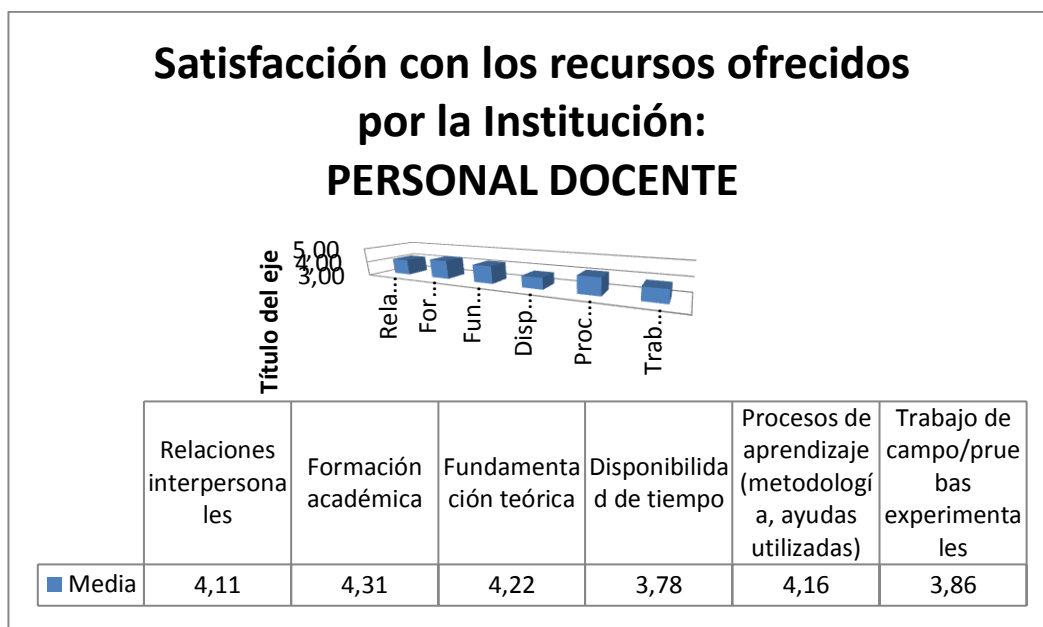 Satisfacción con los recursos ofrecidos
por la Institución:
PERSONAL DOCENTE
5,00
4,00
3,00
Título del eje
Rela...
For...
Fun...
Disp...
Proc...
Trab...
Relaciones
interpersona
les
Formación
académica
Fundamenta
ción teórica
Disponibilida
d de tiempo
Procesos de
aprendizaje
(metodologí
a, ayudas
utilizadas)
Trabajo de
campo/prue
bas
experimenta
les
Media 4,11 4,31 4,22 3,78 4,16 3,86